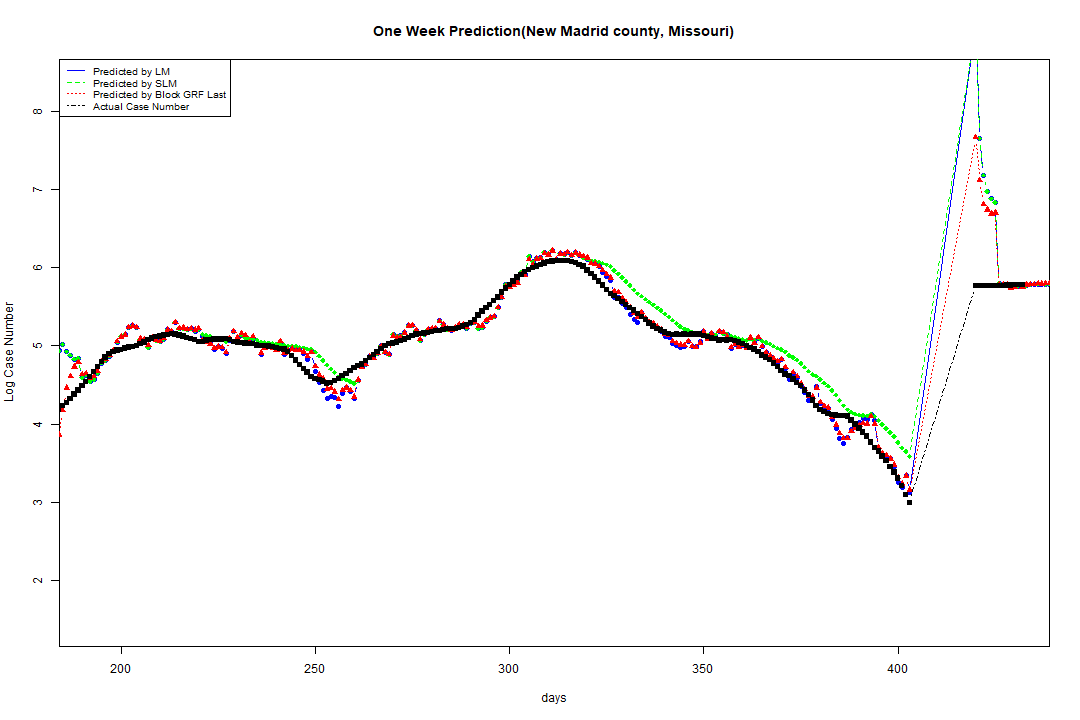 One Week Prediction(New Madrid county, Missouri)
Predicted by LM
Predicted by SLM
Predicted by Block GRF Last
Actual Case Number
8
7
6
5
4
3
2
Log Case Number
200 250 300 350 400
days